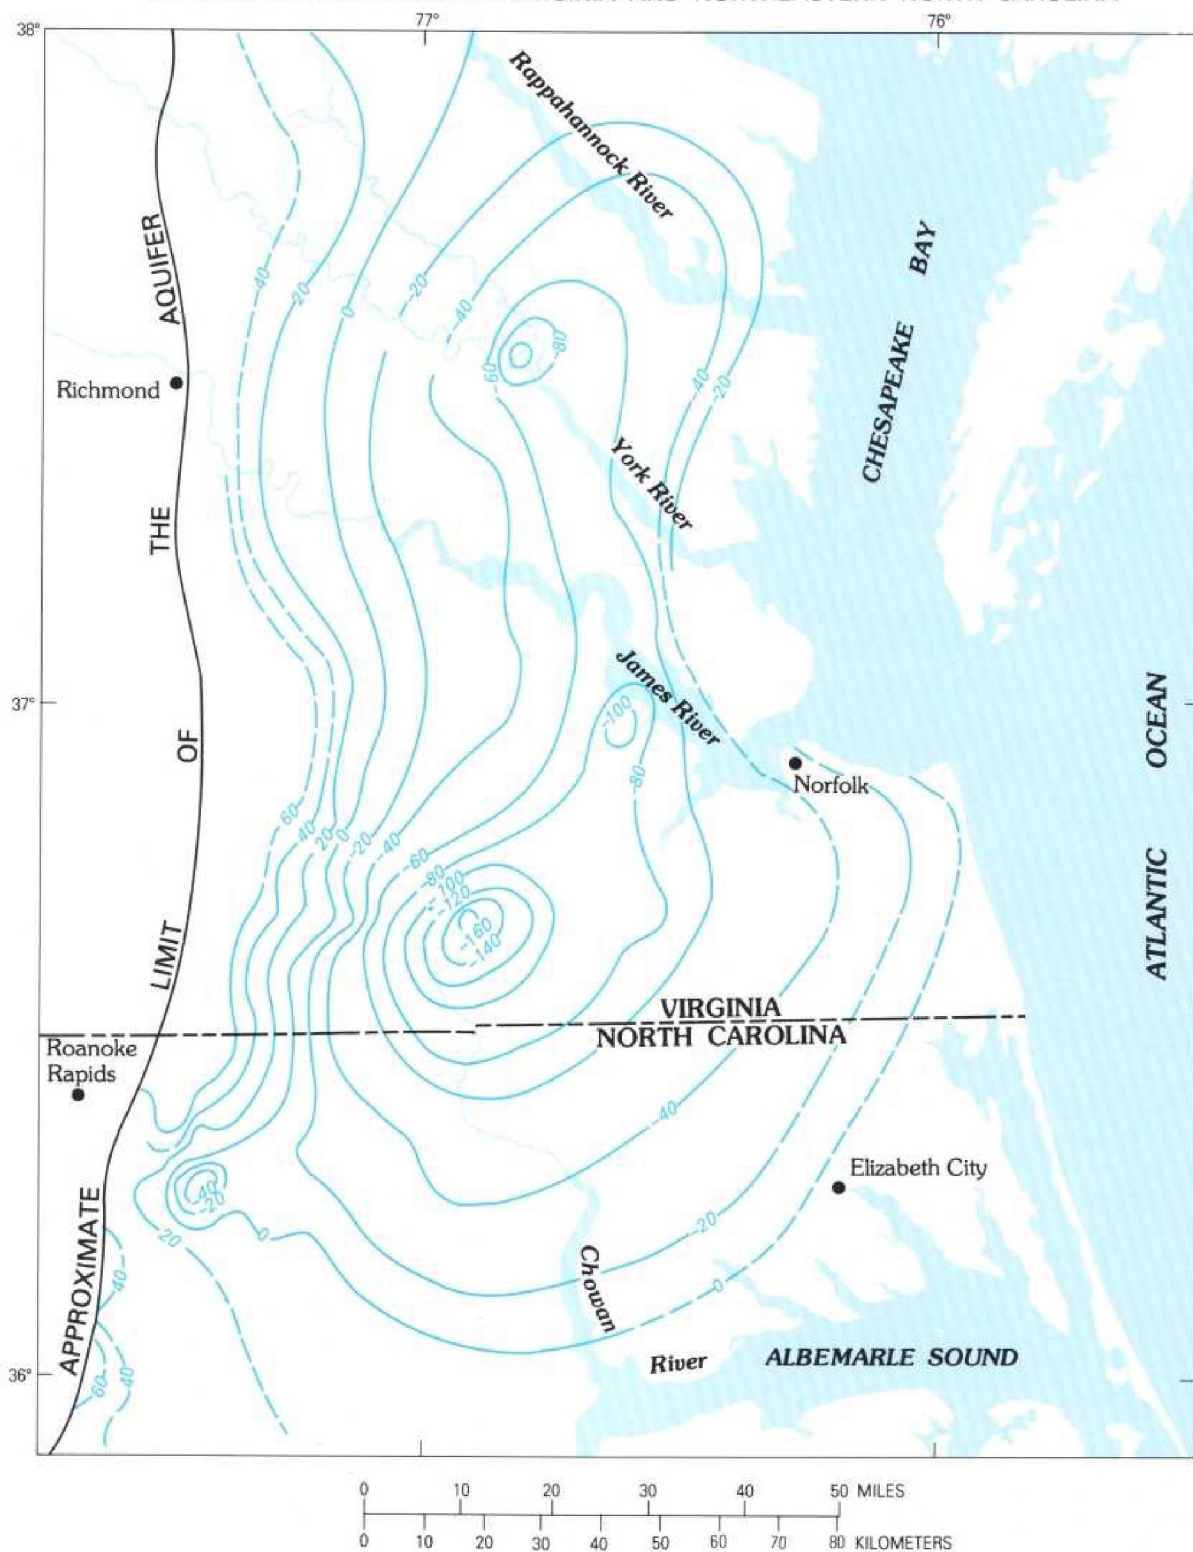 38°
77°
76°
Rappahannock River
AQUIFER
CHESAPEAKE BAY
-40
-20
0
-20
-40
-60
-80
Richmond
-40
-20
York River
THE
James River
37°
ATLANTIC OCEAN
OF
-100
-80
Norfolk
60
40
20
0
-20
-40
-60
-80
-100
-120
-160
-140
LIMIT
VIRGINIA
NORTH CAROLINA
Roanoke
Rapids
-40
Elizabeth City
-40
-20
APPROXIMATE
20
0
-20
Chowan
0
40
River
ALBEMARLE SOUND
36°
60
40
0 10 20 30 40 50 MILES
0 10 20 30 40 50 60 70 80 KILOMETERS